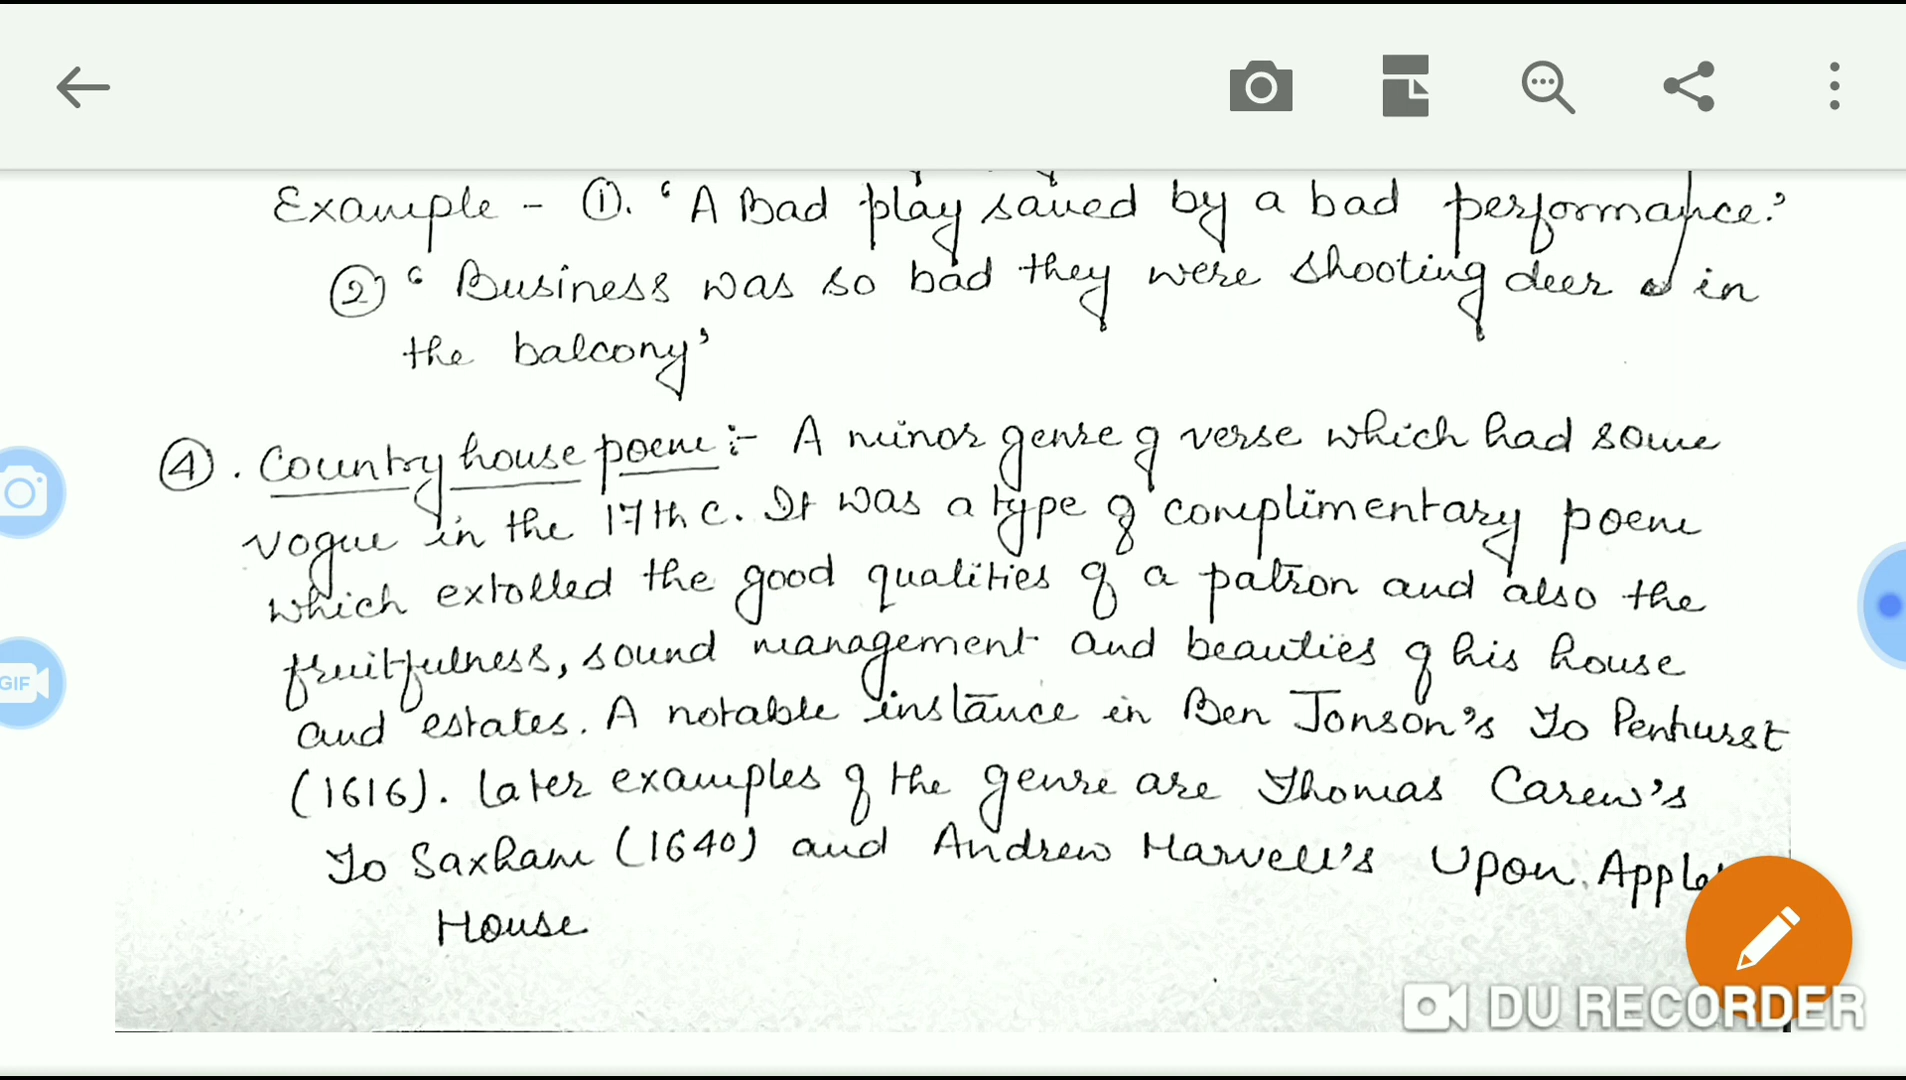 Example - ①. ‘A Bad play saved by a bad performance.’
② ‘Business was so bad they were shooting deer in
the balcony’
④. Country house poem :- A minor genre of verse which had some
vogue in the 17th c. It was a type of complimentary poem
which extolled the good qualities of a patron and also the
fruitfulness, sound management and beauties of his house
and estates. A notable instance in Ben Jonson's To Penhurst
(1616). Later examples of the genre are Thomas Carew's
To Saxham (1640) and Andrew Marvell's Upon
House
GIF
DU RECORDER